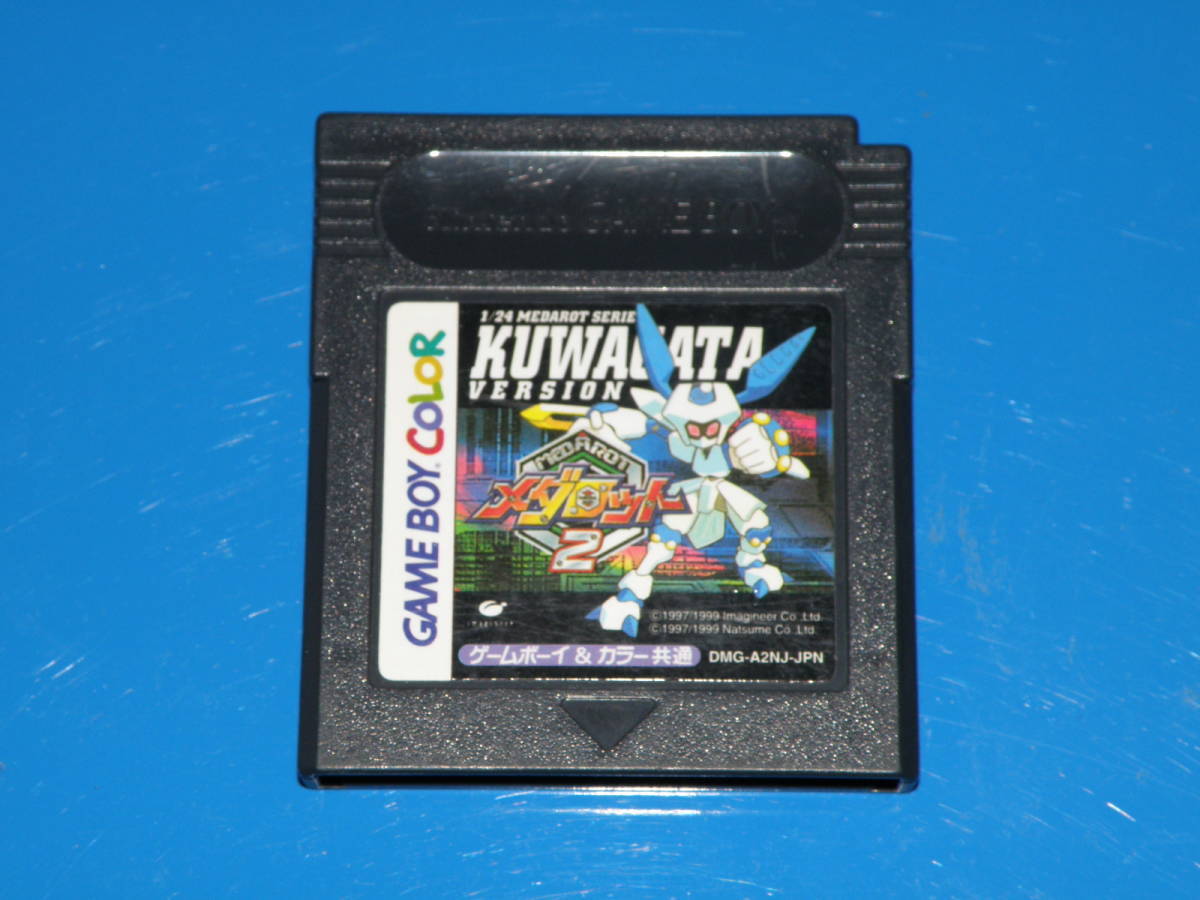 Nintendo GAME BOY
1/24 MEDAROT SERIE
KUWAGATA
VERSION
GAME BOY COLOR
MEDAROT
メダロット
2
IMAGINEER
©1997/1999 Imagineer Co.,Ltd.
©1997/1999 Natsume Co.,Ltd.
ゲームボーイ & カラー共通
DMG-A2NJ-JPN